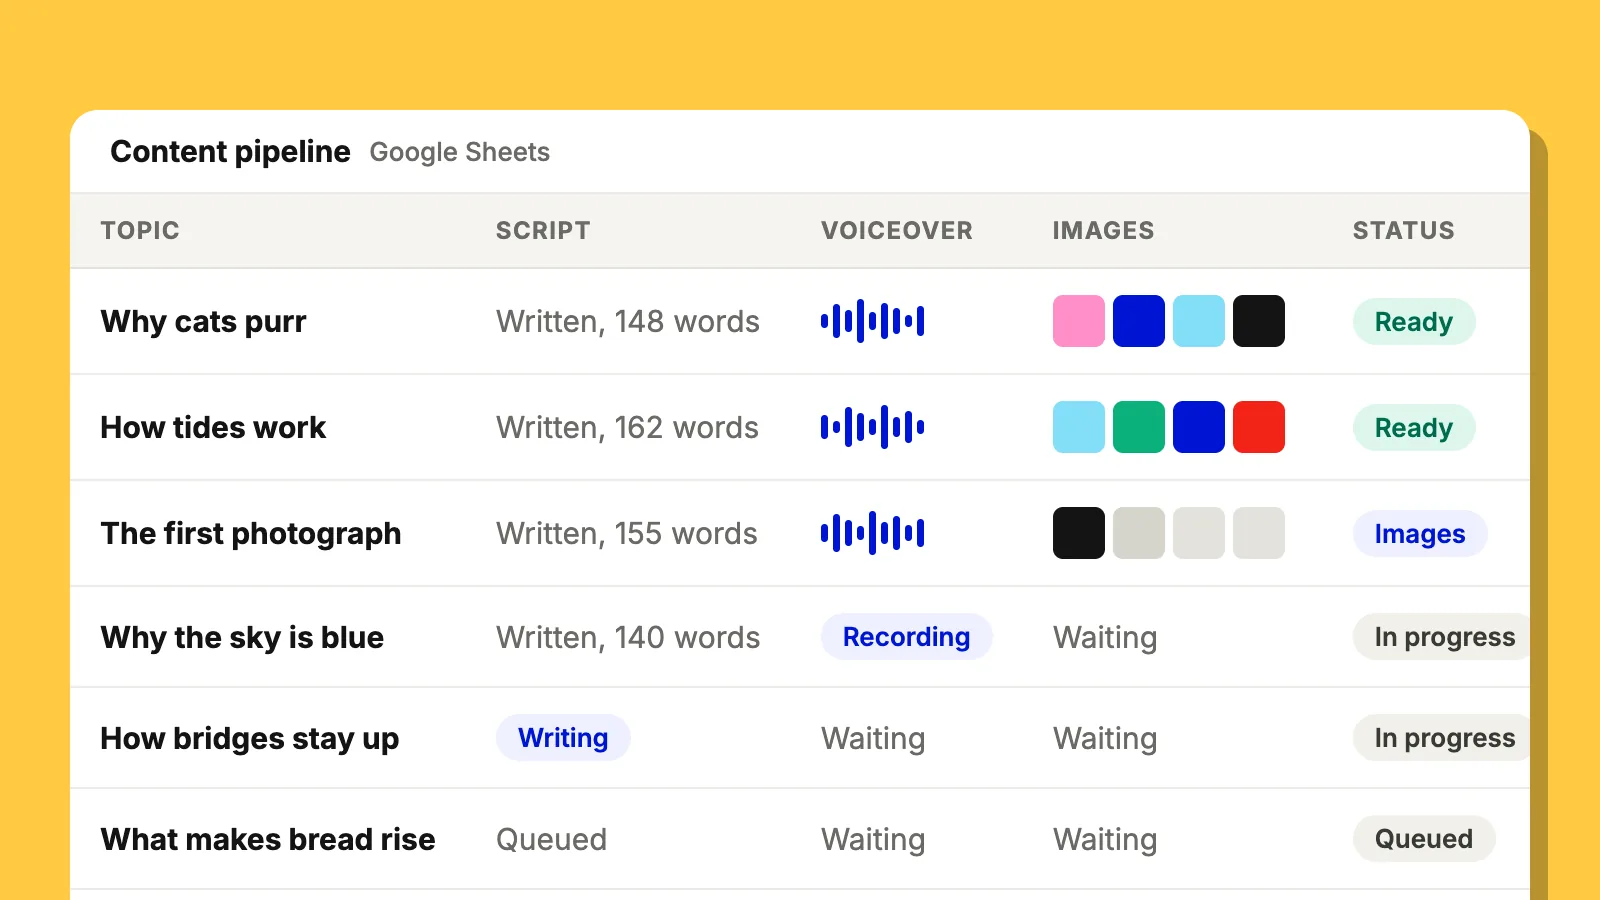 Content pipeline Google Sheets
TOPIC SCRIPT VOICEOVER IMAGES STATUS
Why cats purr Written, 148 words Ready
How tides work Written, 162 words Ready
The first photograph Written, 155 words Images
Why the sky is blue Written, 140 words Recording Waiting In progress
How bridges stay up Writing Waiting Waiting In progress
What makes bread rise Queued Waiting Waiting Queued